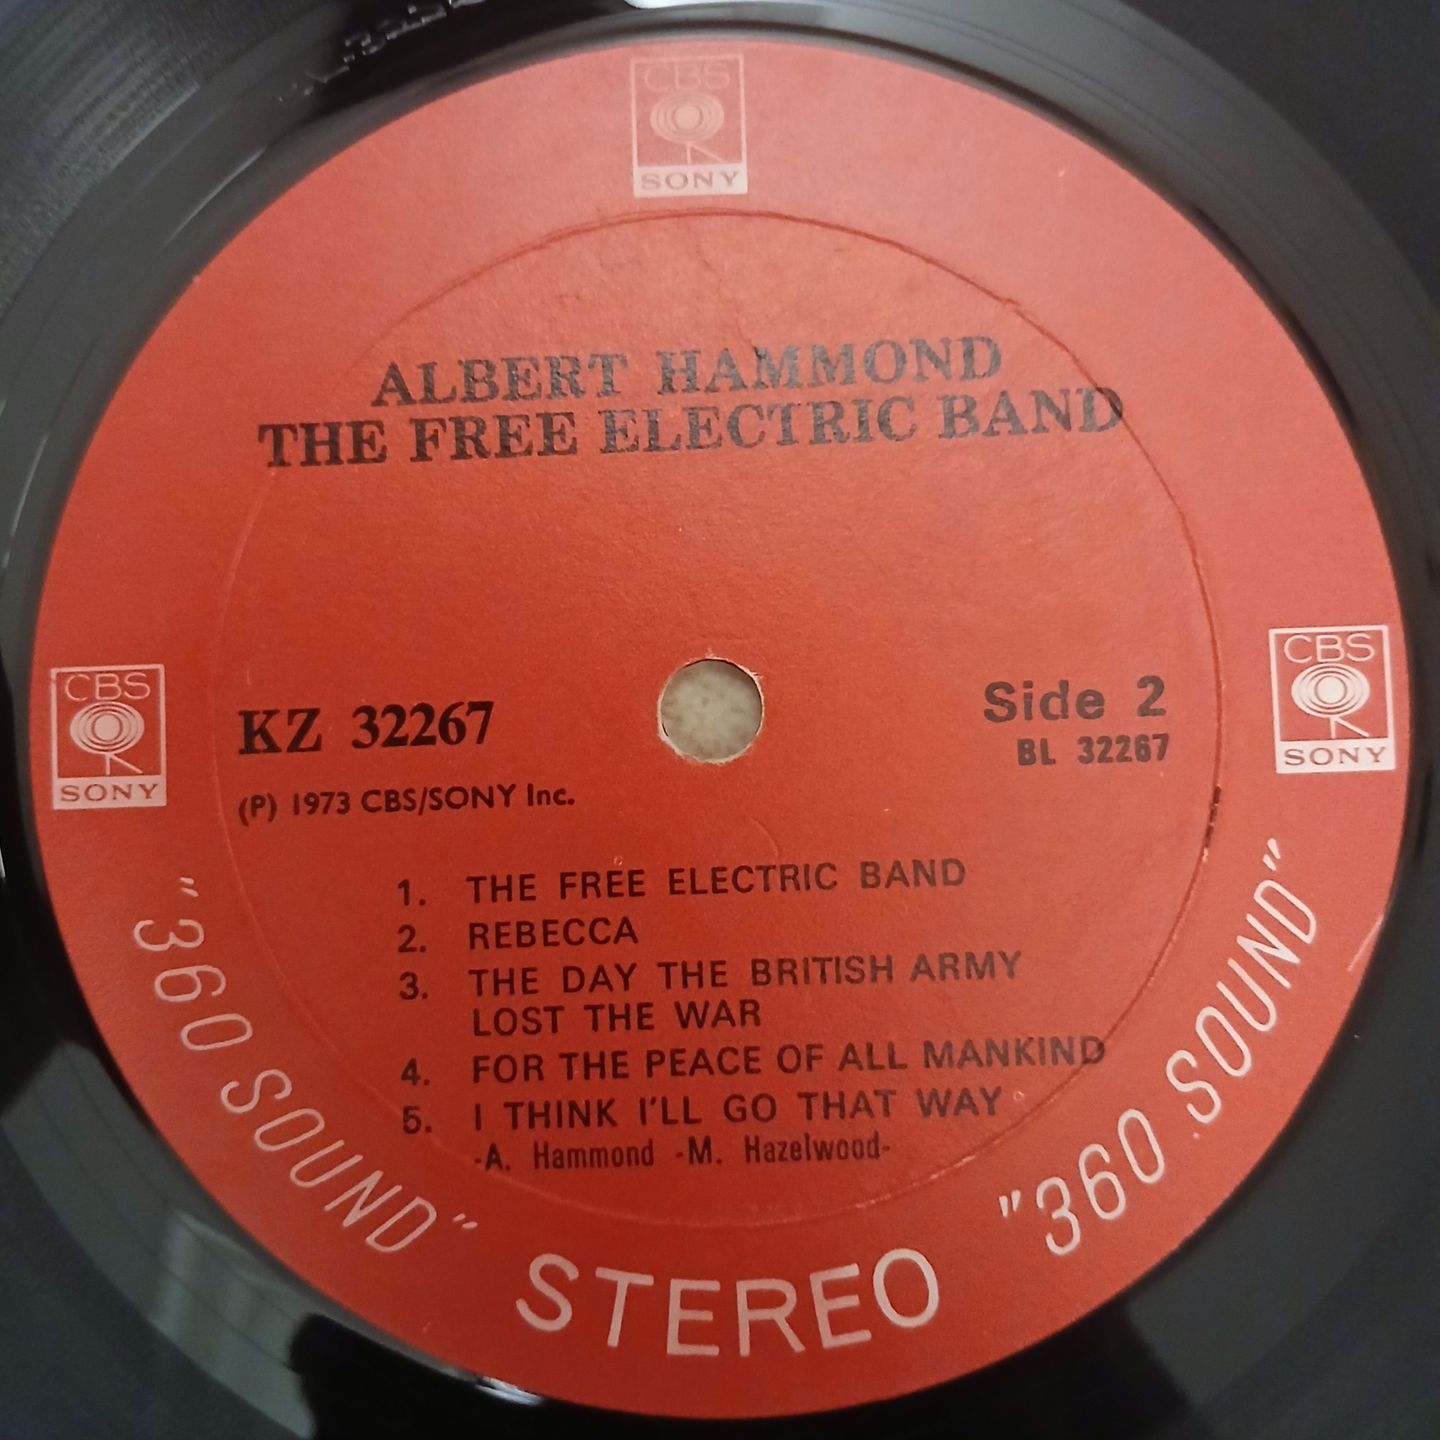 CBS
SONY
ALBERT HAMMOND
THE FREE ELECTRIC BAND
CBS
SONY
KZ 32267
(P) 1973 CBS/SONY Inc.
Side 2
BL 32267
CBS
SONY
1. THE FREE ELECTRIC BAND
2. REBECCA
3. THE DAY THE BRITISH ARMY
LOST THE WAR
4. FOR THE PEACE OF ALL MANKIND
5. I THINK I'LL GO THAT WAY
-A. Hammond -M. Hazelwood-
"360 SOUND"
STEREO
"360 SOUND"